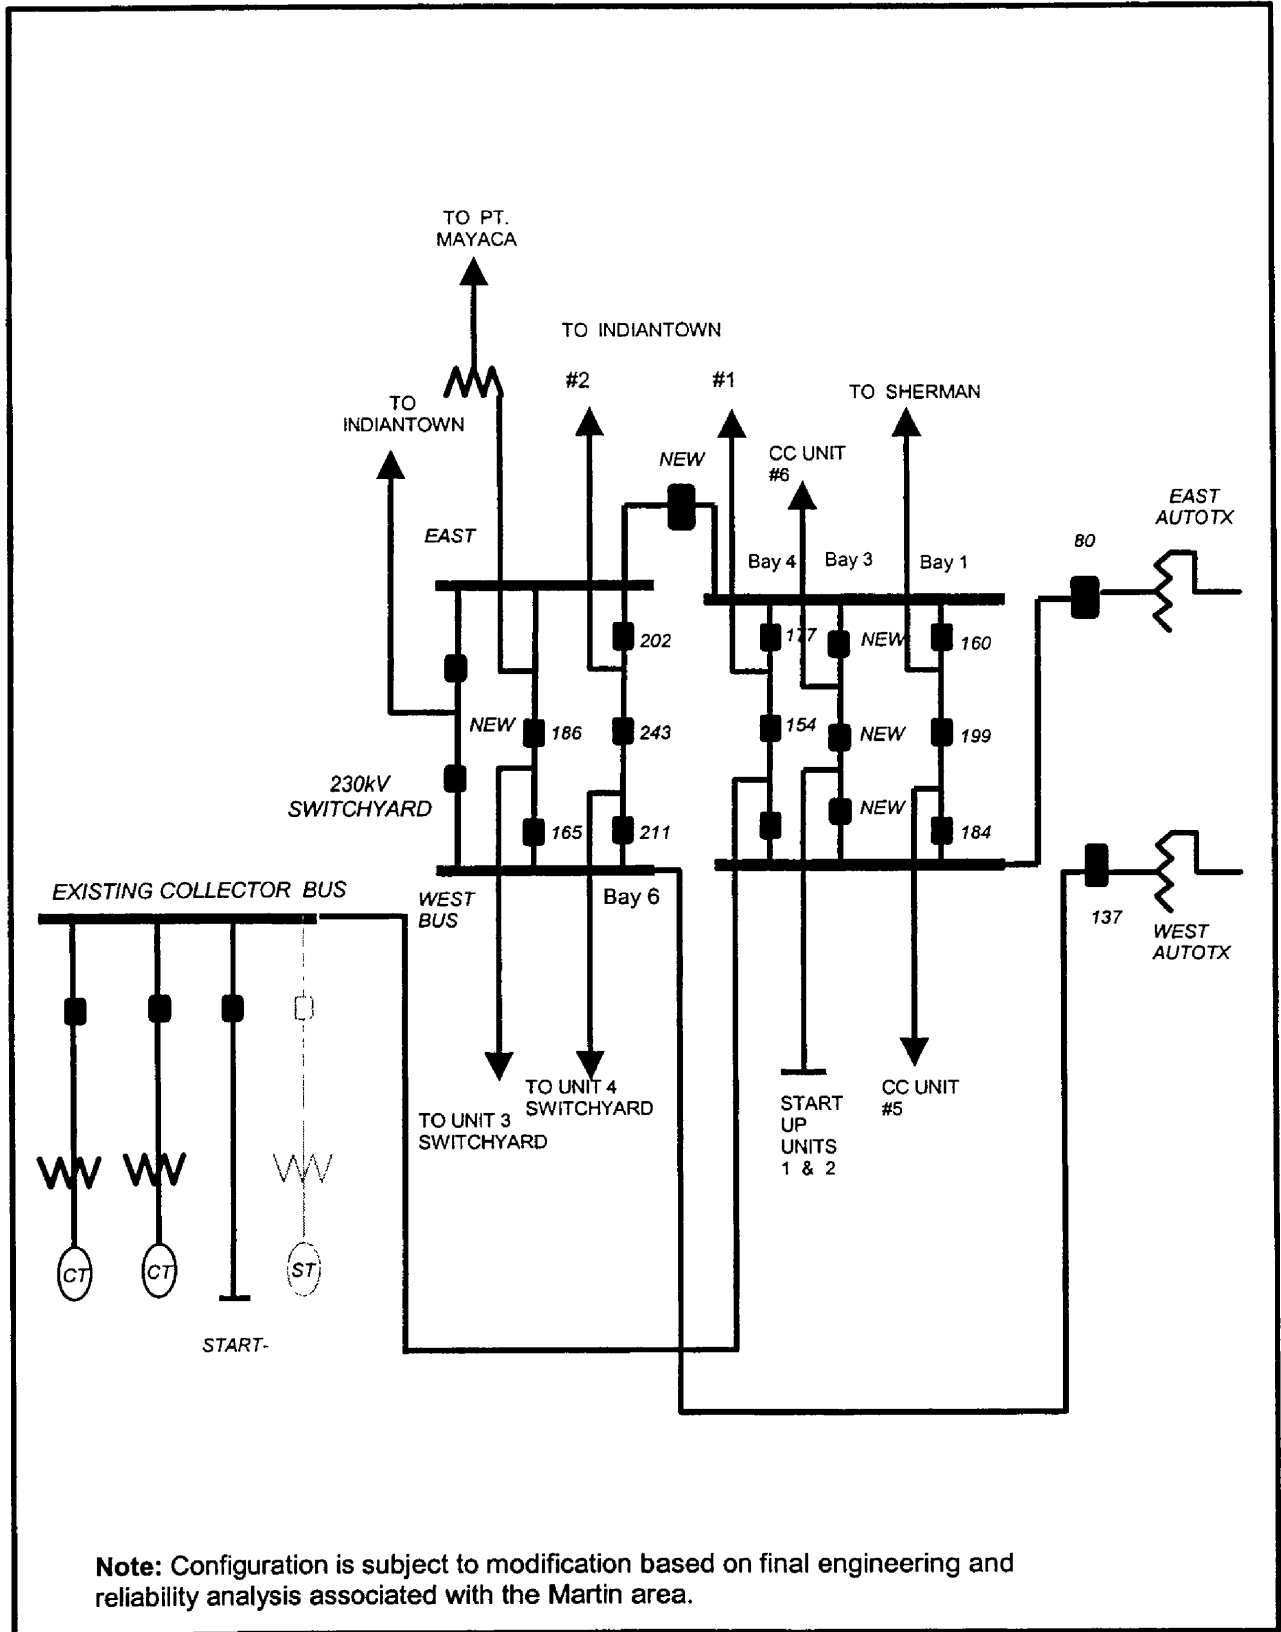 TO PT.
MAYACA
TO INDIANTOWN
#2
#1
TO SHERMAN
TO
INDIANTOWN
NEW
CC UNIT
#6
EAST
AUTOTX
EAST
80
Bay 4
Bay 3
Bay 1
202
177
NEW
160
NEW
186
243
154
NEW
199
230kV
SWITCHYARD
165
211
NEW
184
EXISTING COLLECTOR BUS
WEST
BUS
Bay 6
137
WEST
AUTOTX
TO UNIT 4
SWITCHYARD
TO UNIT 3
SWITCHYARD
START
UP
UNITS
1 & 2
CC UNIT
#5
CT
CT
ST
START-
Note: Configuration is subject to modification based on final engineering and
reliability analysis associated with the Martin area.